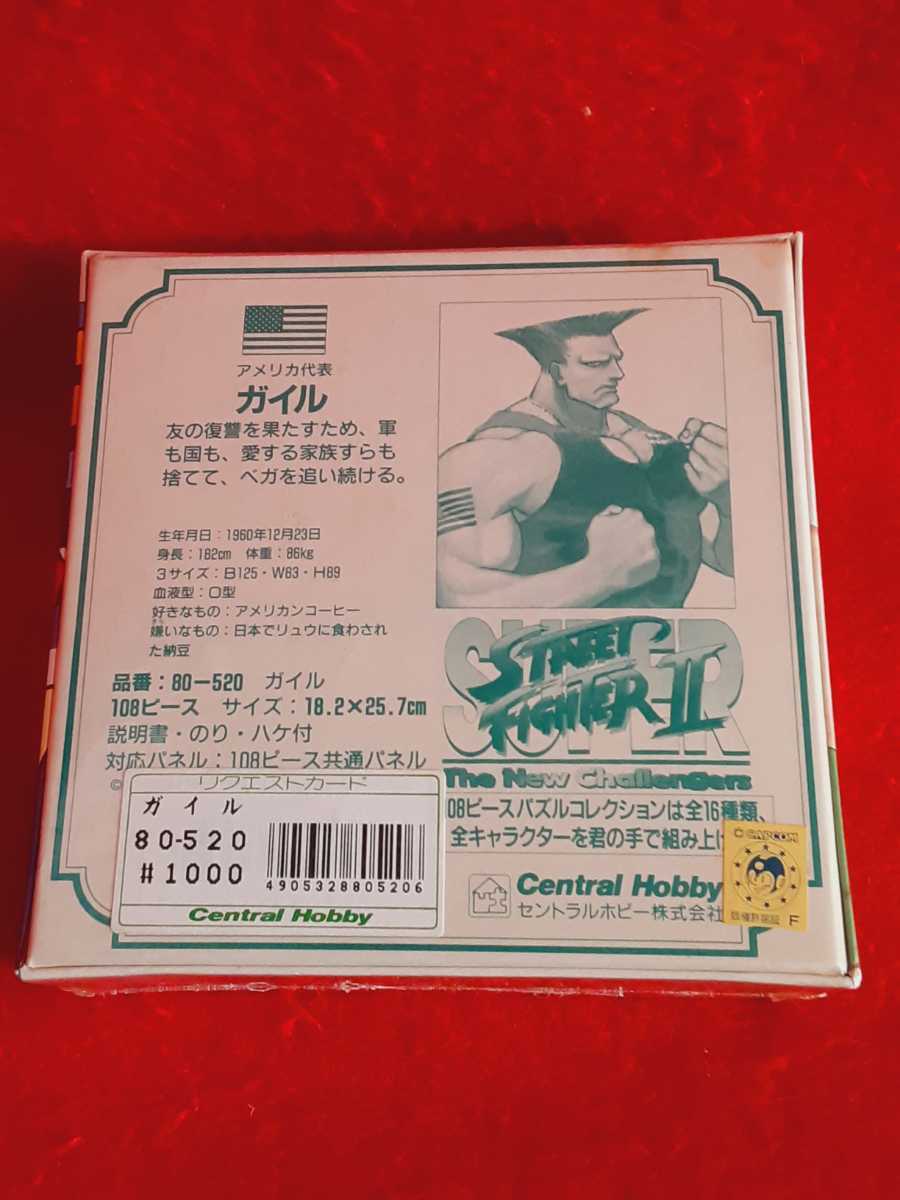 アメリカ代表
ガイル
友の復讐を果たすため、軍
も国も、愛する家族すらも
捨てて、ベガを追い続ける。
生年月日：1960年12月23日
身長：182cm　体重：86kg
3サイズ：B125・W83・H89
血液型：O型
好きなもの：アメリカンコーヒー
嫌いなもの：日本でリュウに食わされ
た納豆
品番：80－520　ガイル
108ピース　サイズ：18.2×25.7cm
説明書・のり・ハケ付
対応パネル：108ピース共通パネル
©
リクエストカード
ガイル
80-520
#1000
4905328805206
Central Hobby
SUPER
STREET
FIGHTER II
The New Challengers
08ピースパズルコレクションは全16種類、
全キャラクターを君の手で組み上げ
Central Hobby
セントラルホビー株式会社
© CAPCOM
版権許諾証 F